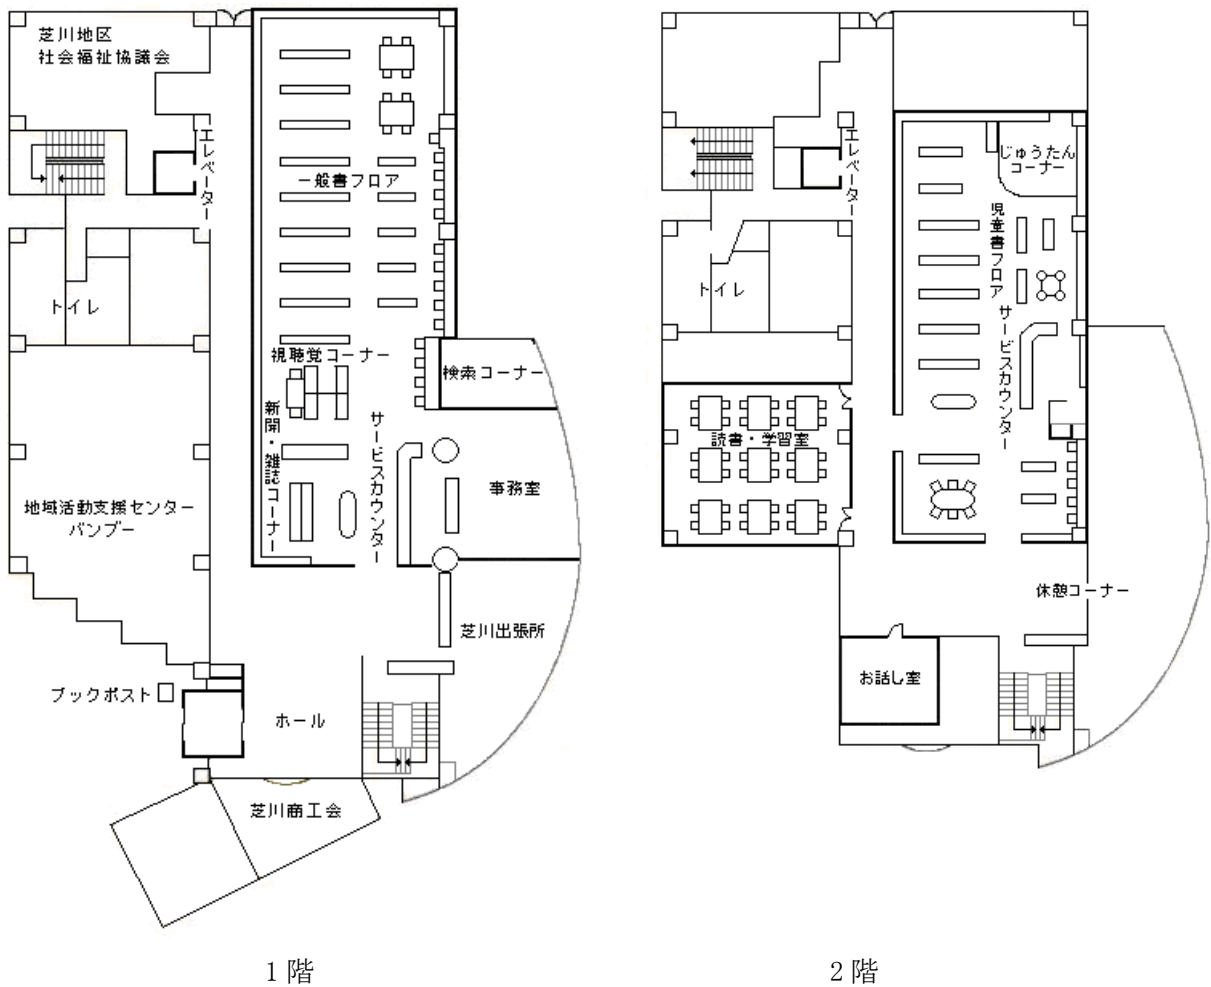 芝川地区
社会福祉協議会
エレベーター
一般書フロア
トイレ
視聴覚コーナー
検索コーナー
新聞・雑誌コーナー
サービスカウンター
事務室
地域活動支援センター
バンブー
芝川出張所
ブックポスト
ホール
芝川商工会
1階
エレベーター
じゅうたん
コーナー
児童書フロア
トイレ
サービスカウンター
読書・学習室
休憩コーナー
お話し室
2階